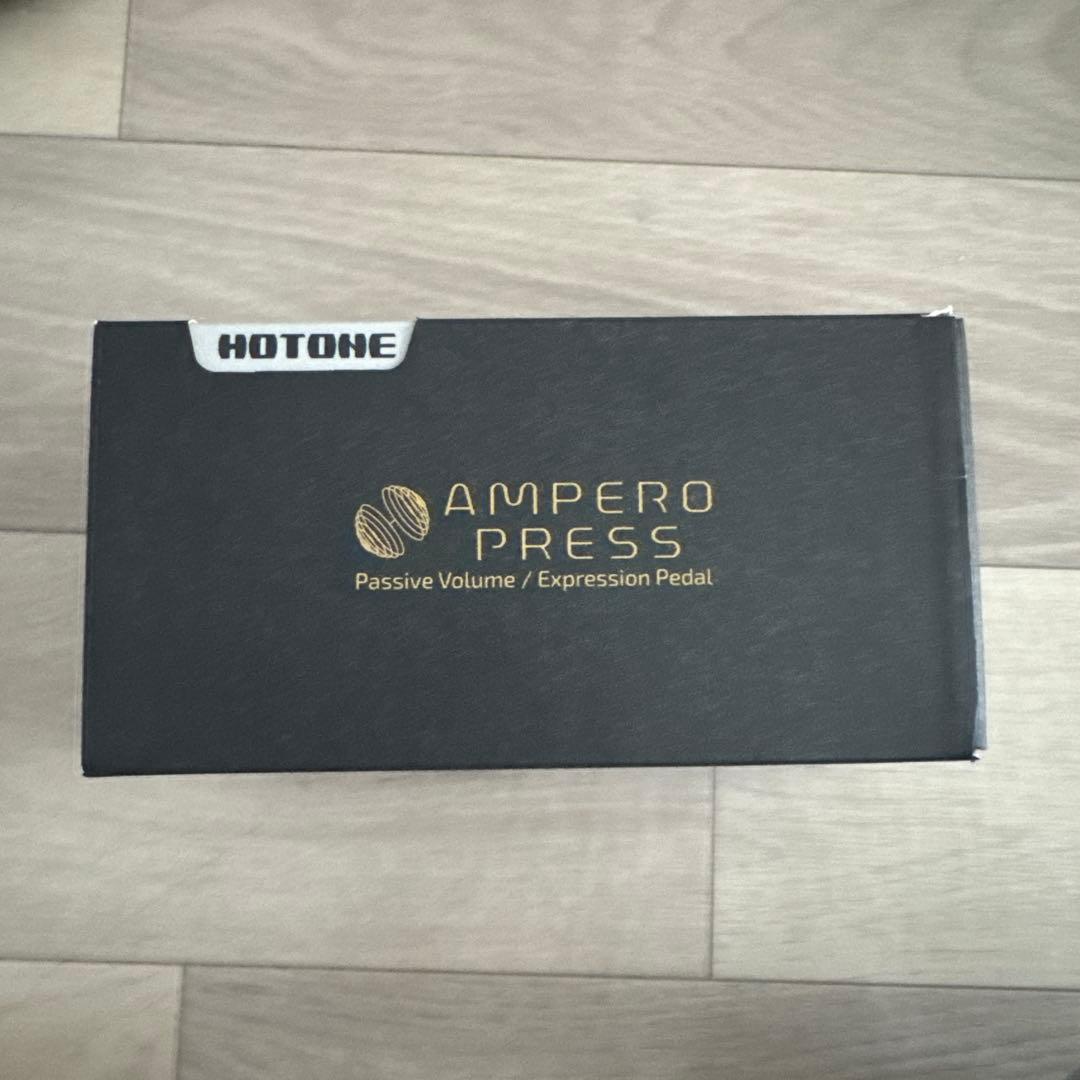 HOTONE
AMPERO
PRESS
Passive Volume / Expression Pedal